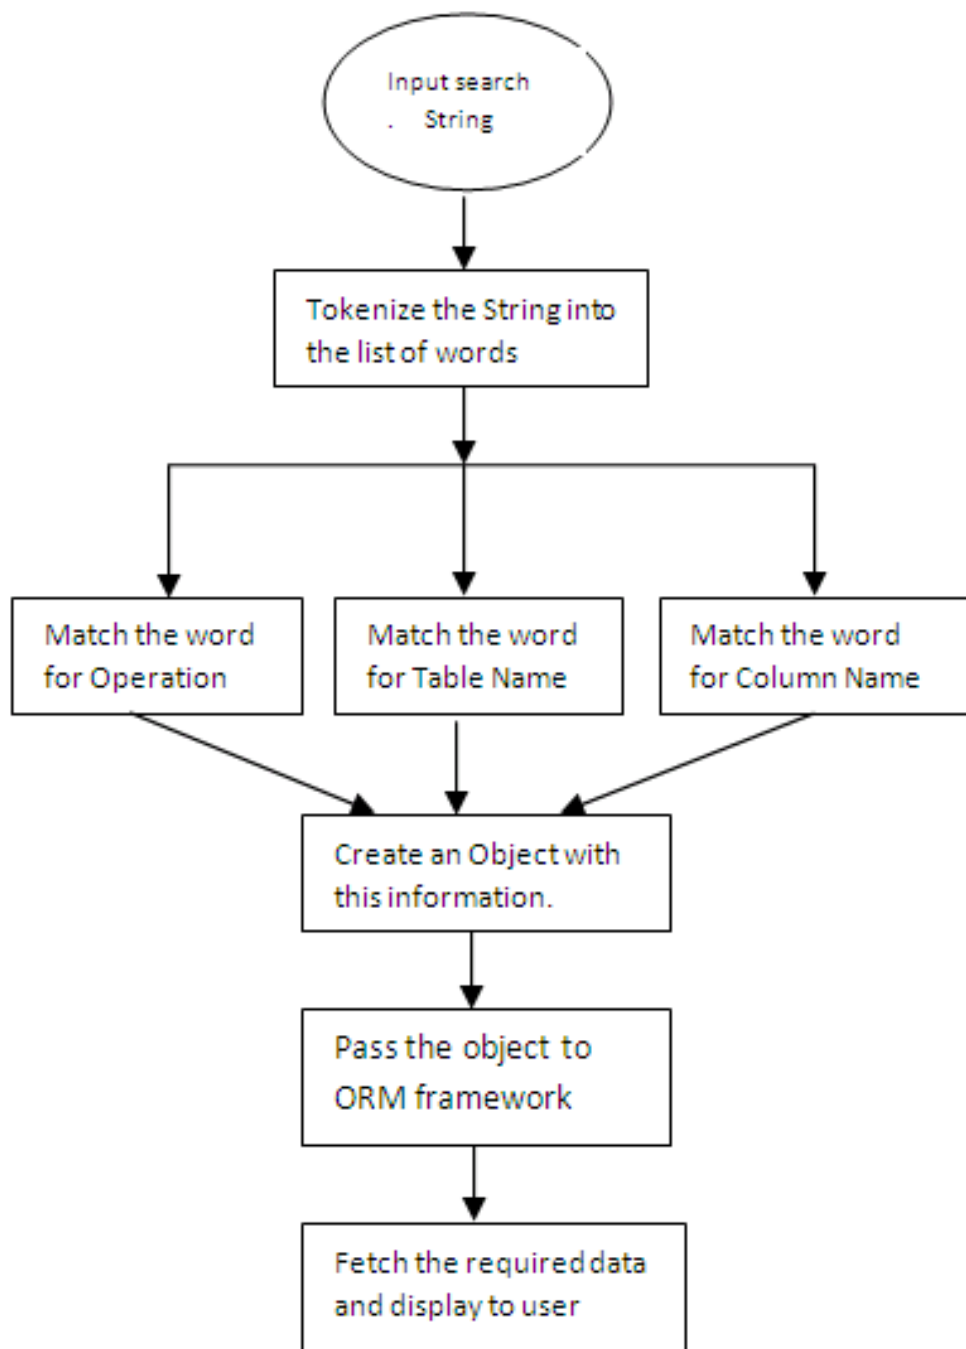 Input search
. String
Tokenize the String into
the list of words
Match the word
for Operation
Match the word
for Table Name
Match the word
for Column Name
Create an Object with
this information.
Pass the object to
ORM framework
Fetch the required data
and display to user